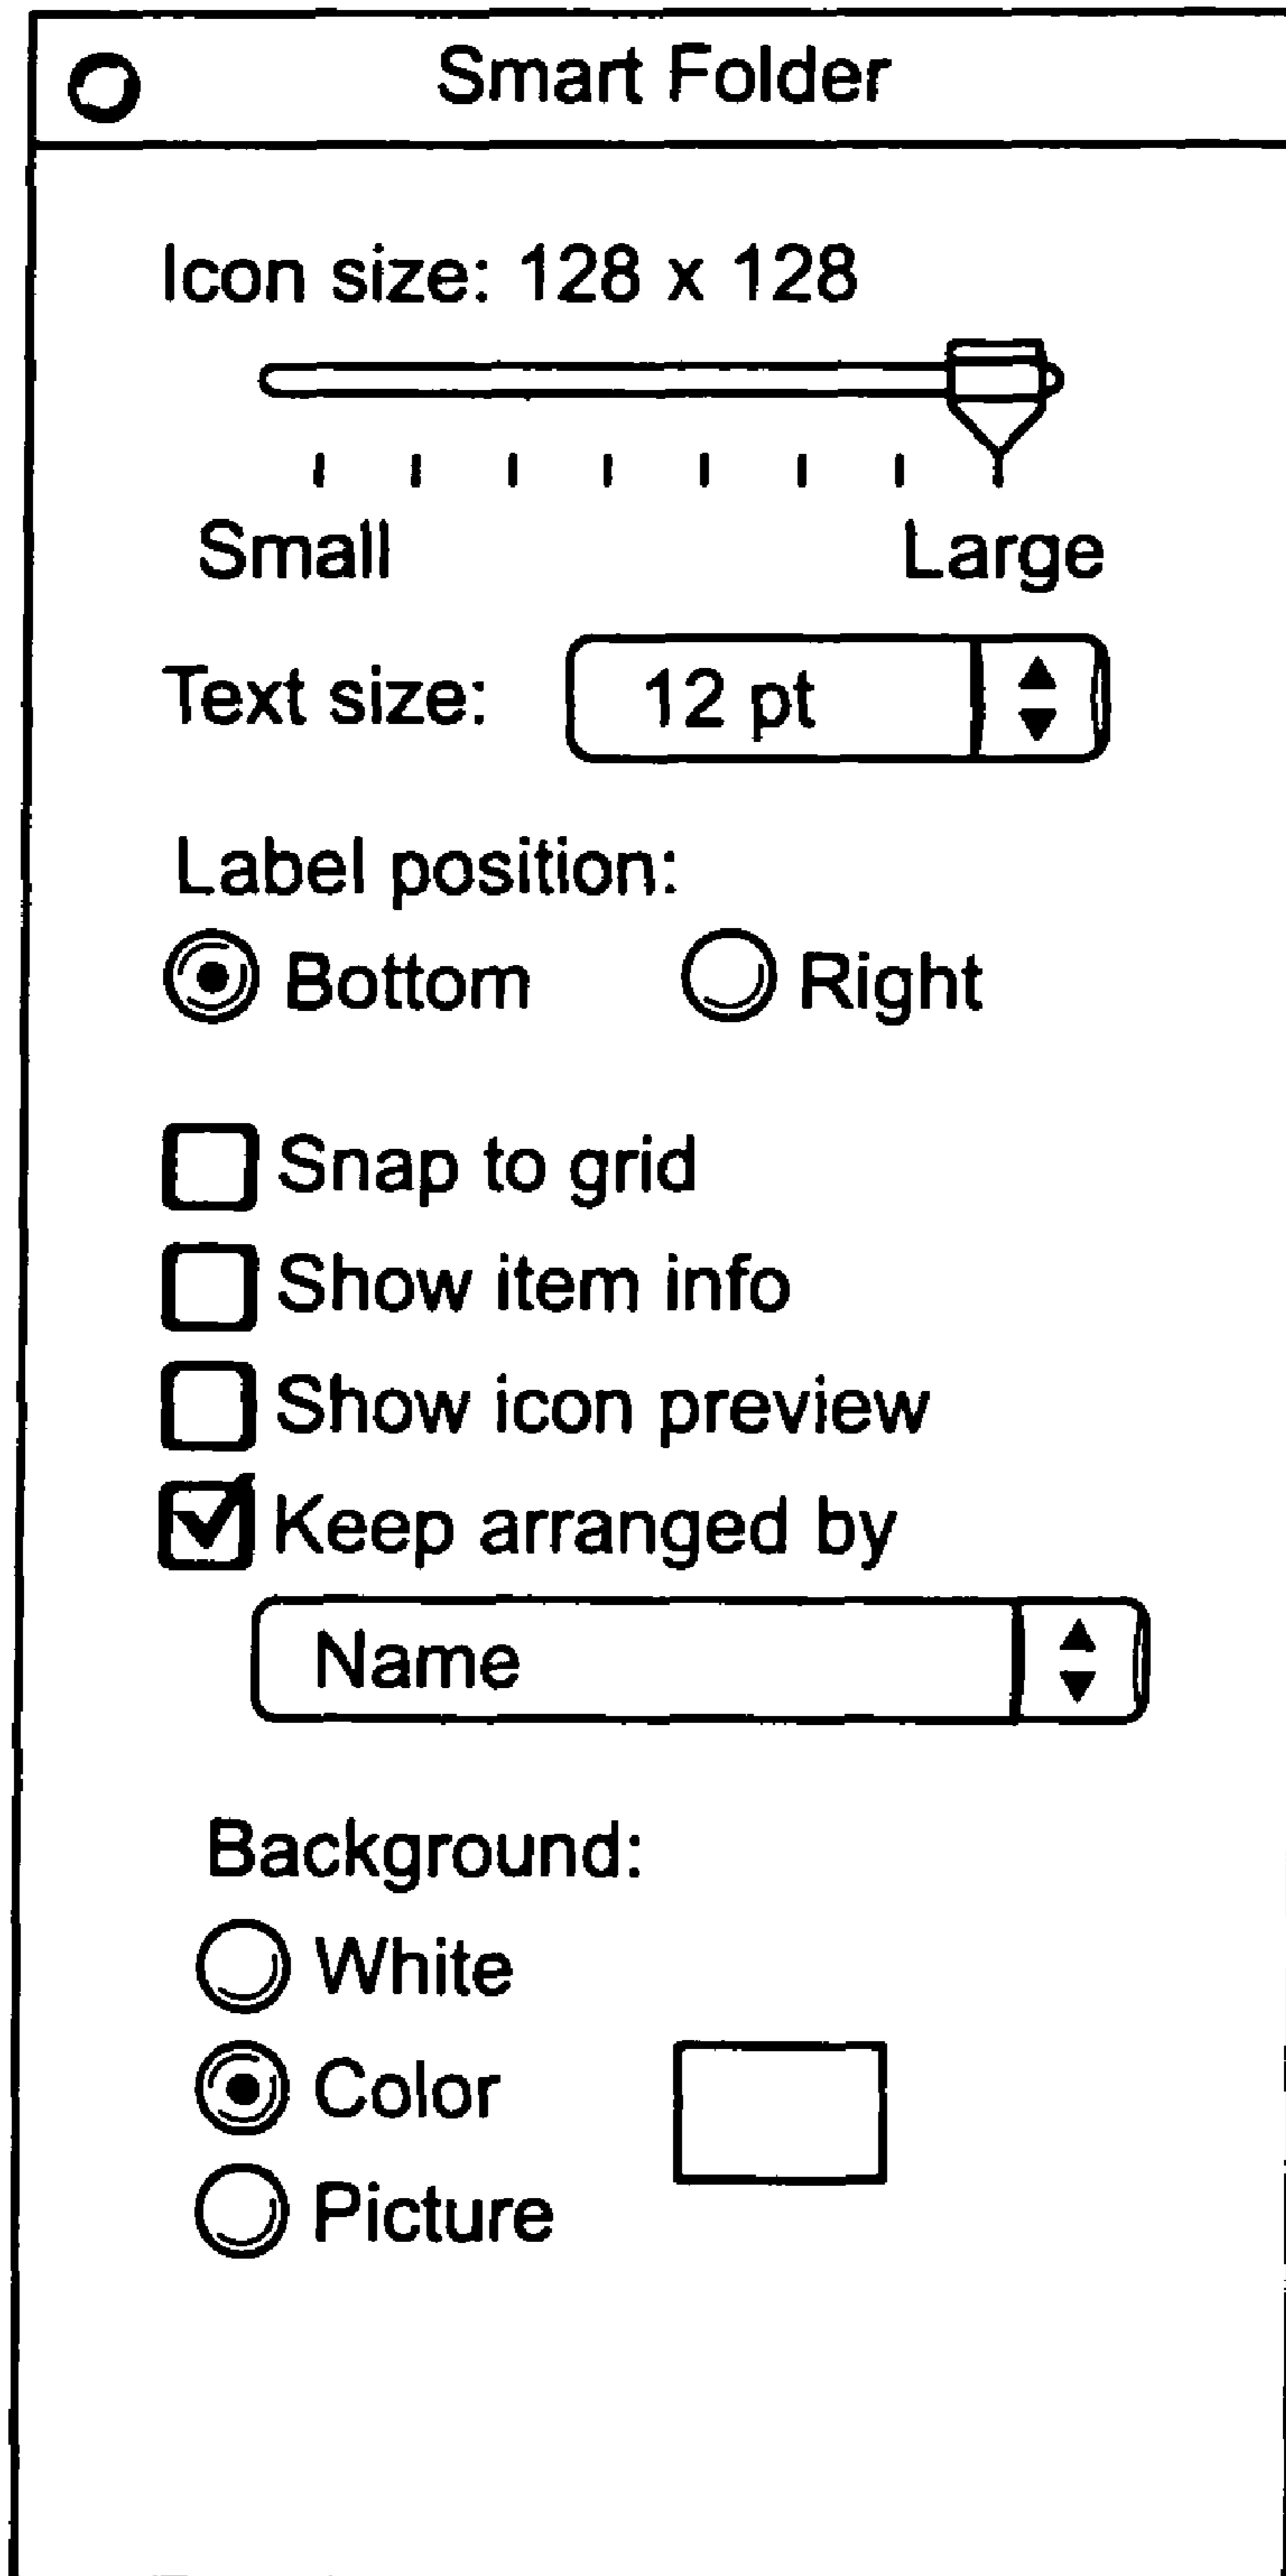 Smart Folder
Icon size: 128 x 128
Small Large
Text size: 12 pt
Label position:
Bottom Right
Snap to grid
Show item info
Show icon preview
Keep arranged by
Name
Background:
White
Color
Picture